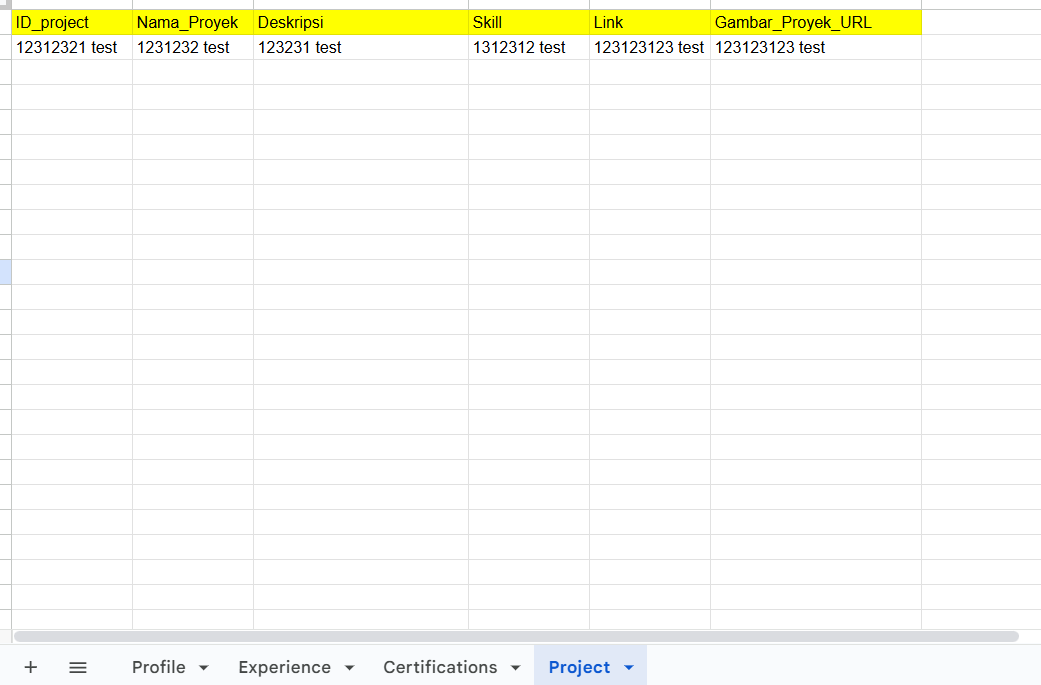 ID_project Nama_Proyek Deskripsi Skill Link Gambar_Proyek_URL
12312321 test 1231232 test 123231 test 1312312 test 123123123 test 123123123 test
Profile Experience Certifications Project